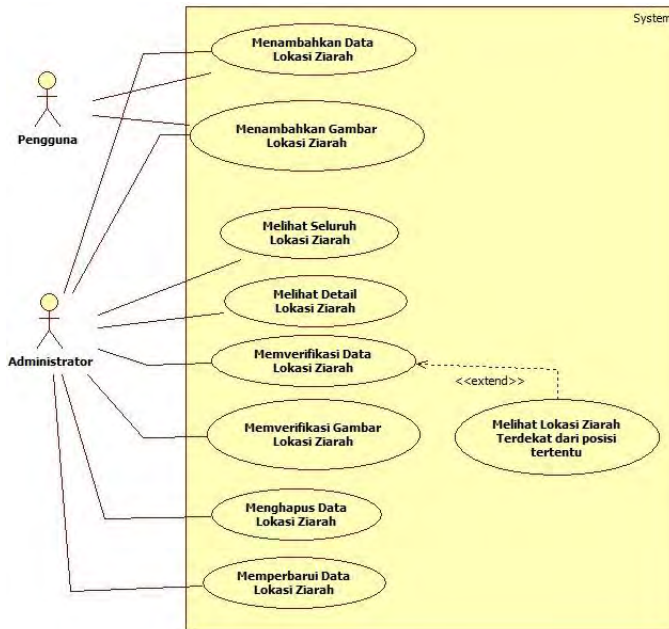 System
Menambahkan Data
Lokasi Ziarah
Pengguna
Menambahkan Gambar
Lokasi Ziarah
Melihat Seluruh
Lokasi Ziarah
Melihat Detail
Lokasi Ziarah
Administrator
Memverifikasi Data
Lokasi Ziarah
<<extend>>
Memverifikasi Gambar
Lokasi Ziarah
Melihat Lokasi Ziarah
Terdekat dari posisi
tertentu
Menghapus Data
Lokasi Ziarah
Memperbarui Data
Lokasi Ziarah